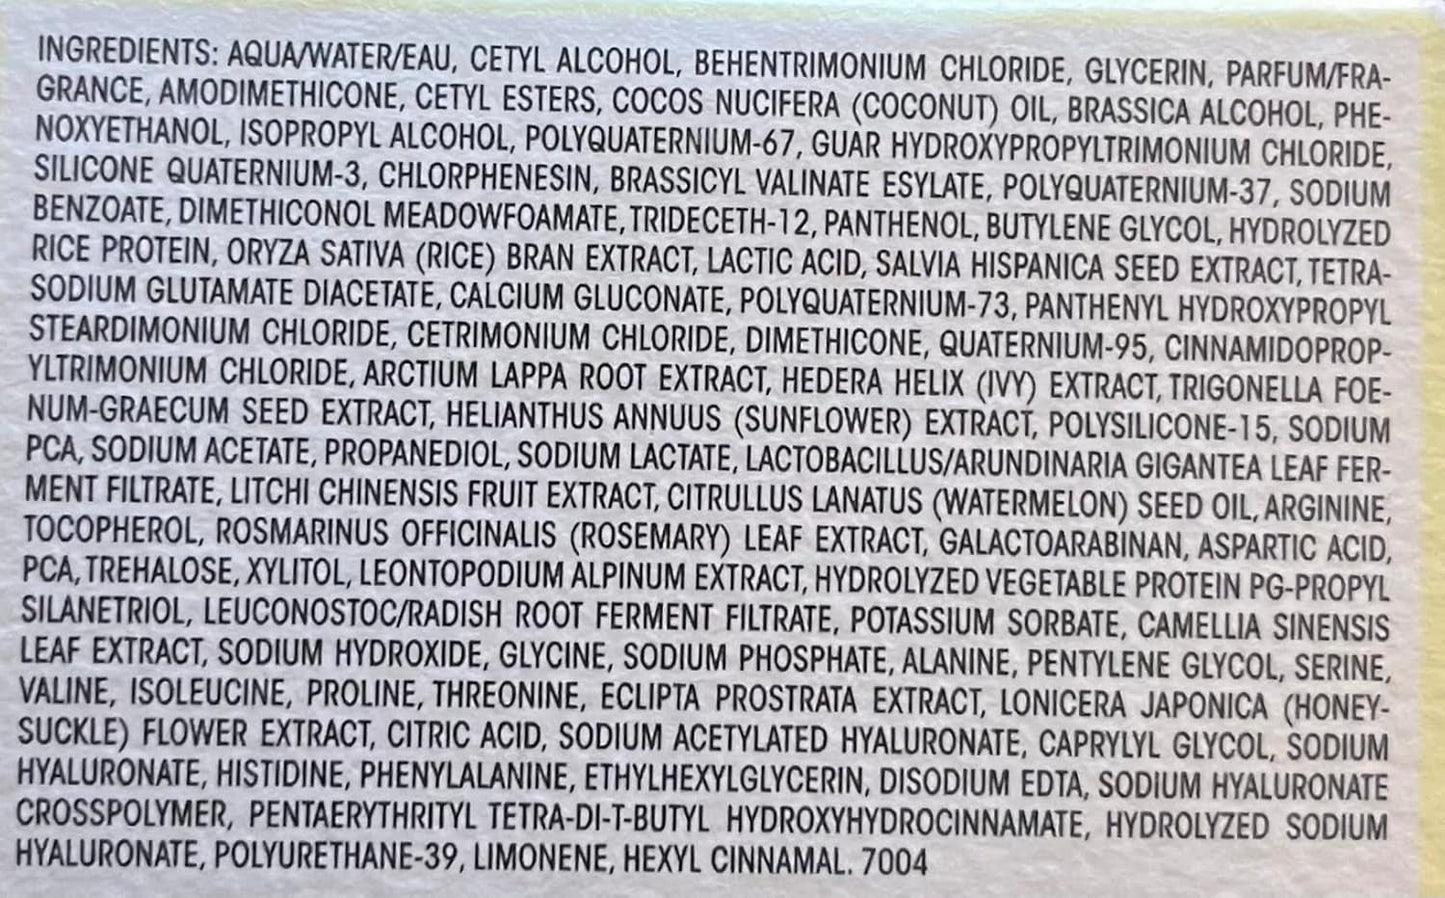 INGREDIENTS: AQUA/WATER/EAU, CETYL ALCOHOL, BEHENTRIMONIUM CHLORIDE, GLYCERIN, PARFUM/FRA-
GRANCE, AMODIMETHICONE, CETYL ESTERS, COCOS NUCIFERA (COCONUT) OIL, BRASSICA ALCOHOL, PHE-
NOXYETHANOL, ISOPROPYL ALCOHOL, POLYQUATERNIUM-67, GUAR HYDROXYPROPYLTRIMONIUM CHLORIDE,
SILICONE QUATERNIUM-3, CHLORPHENESIN, BRASSICYL VALINATE ESYLATE, POLYQUATERNIUM-37, SODIUM
BENZOATE, DIMETHICONOL MEADOWFOAMATE, TRIDECETH-12, PANTHENOL, BUTYLENE GLYCOL, HYDROLYZED
RICE PROTEIN, ORYZA SATIVA (RICE) BRAN EXTRACT, LACTIC ACID, SALVIA HISPANICA SEED EXTRACT, TETRA-
SODIUM GLUTAMATE DIACETATE, CALCIUM GLUCONATE, POLYQUATERNIUM-73, PANTHENYL HYDROXYPROPYL
STEARDIMONIUM CHLORIDE, CETRIMONIUM CHLORIDE, DIMETHICONE, QUATERNIUM-95, CINNAMIDOPROP-
YLTRIMONIUM CHLORIDE, ARCTIUM LAPPA ROOT EXTRACT, HEDERA HELIX (IVY) EXTRACT, TRIGONELLA FOE-
NUM-GRAECUM SEED EXTRACT, HELIANTHUS ANNUUS (SUNFLOWER) EXTRACT, POLYSILICONE-15, SODIUM
PCA, SODIUM ACETATE, PROPANEDIOL, SODIUM LACTATE, LACTOBACILLUS/ARUNDINARIA GIGANTEA LEAF FER-
MENT FILTRATE, LITCHI CHINENSIS FRUIT EXTRACT, CITRULLUS LANATUS (WATERMELON) SEED OIL, ARGININE,
TOCOPHEROL, ROSMARINUS OFFICINALIS (ROSEMARY) LEAF EXTRACT, GALACTOARABINAN, ASPARTIC ACID,
PCA, TREHALOSE, XYLITOL, LEONTOPODIUM ALPINUM EXTRACT, HYDROLYZED VEGETABLE PROTEIN PG-PROPYL
SILANETRIOL, LEUCONOSTOC/RADISH ROOT FERMENT FILTRATE, POTASSIUM SORBATE, CAMELLIA SINENSIS
LEAF EXTRACT, SODIUM HYDROXIDE, GLYCINE, SODIUM PHOSPHATE, ALANINE, PENTYLENE GLYCOL, SERINE,
VALINE, ISOLEUCINE, PROLINE, THREONINE, ECLIPTA PROSTRATA EXTRACT, LONICERA JAPONICA (HONEY-
SUCKLE) FLOWER EXTRACT, CITRIC ACID, SODIUM ACETYLATED HYALURONATE, CAPRYLYL GLYCOL, SODIUM
HYALURONATE, HISTIDINE, PHENYLALANINE, ETHYLHEXYLGLYCERIN, DISODIUM EDTA, SODIUM HYALURONATE
CROSSPOLYMER, PENTAERYTHRITYL TETRA-DI-T-BUTYL HYDROXYHYDROCINNAMATE, HYDROLYZED SODIUM
HYALURONATE, POLYURETHANE-39, LIMONENE, HEXYL CINNAMAL. 7004